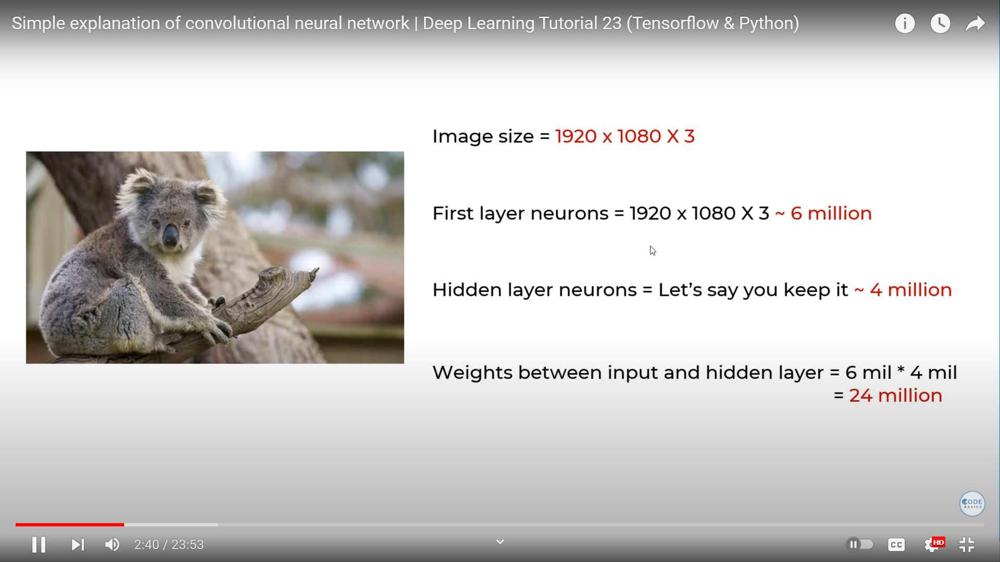 Simple explanation of convolutional neural network | Deep Learning Tutorial 23 (Tensorflow & Python)
Image size = 1920 x 1080 X 3
First layer neurons = 1920 x 1080 X 3 ~ 6 million
Hidden layer neurons = Let’s say you keep it ~ 4 million
Weights between input and hidden layer = 6 mil * 4 mil
= 24 million
CODE
BASICS
2:40 / 23:53
CC
HD